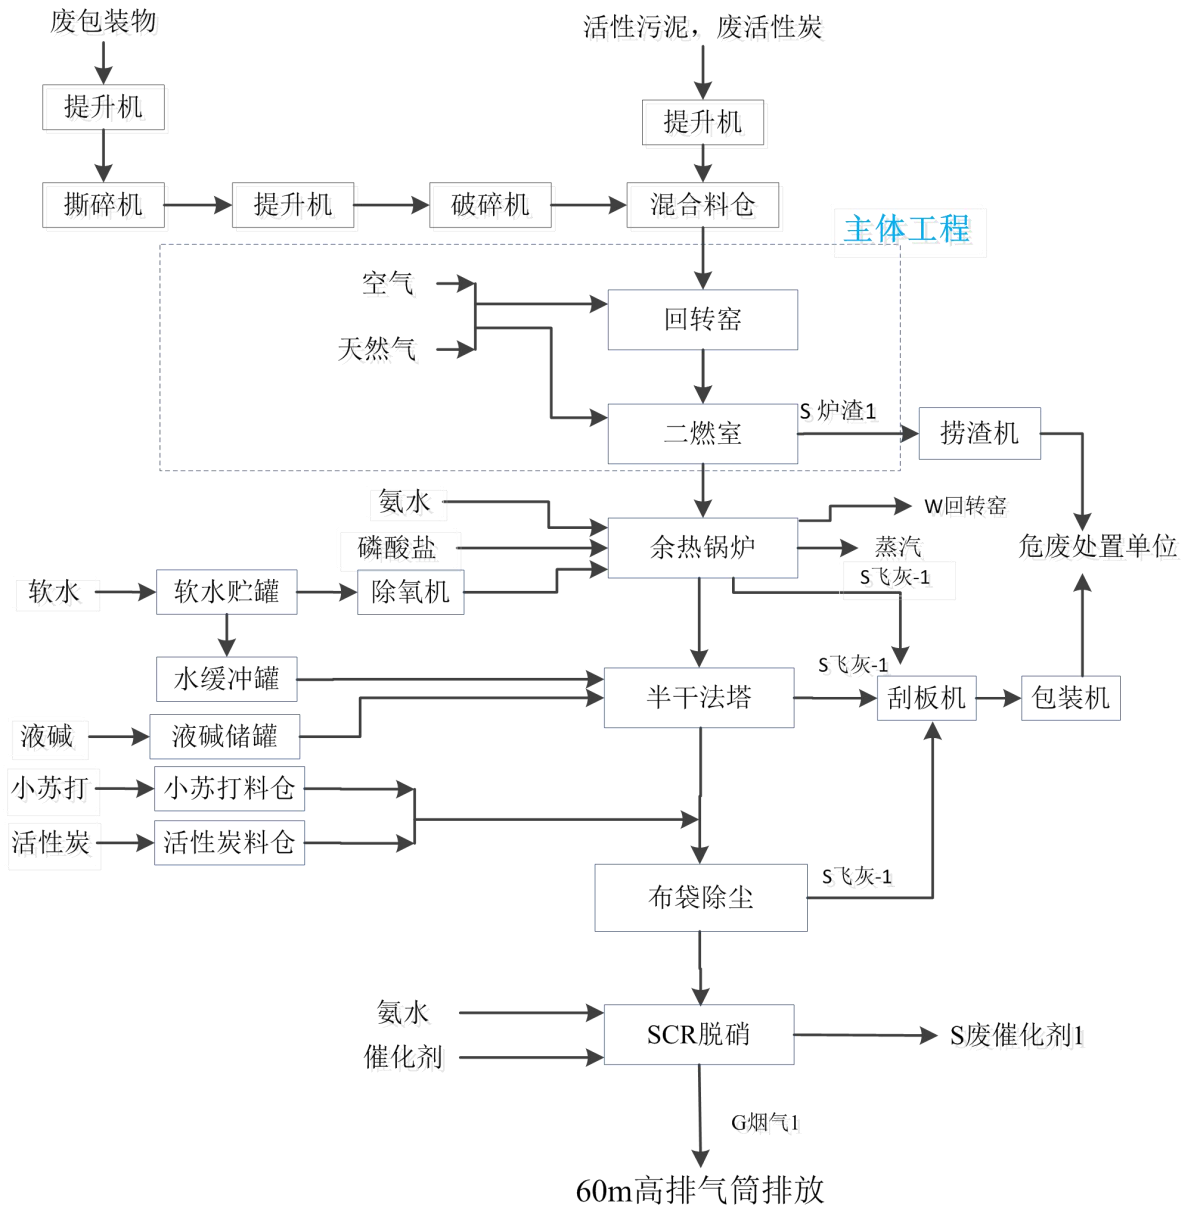 废包装物
活性污泥，废活性炭
提升机
提升机
撕碎机
提升机
破碎机
混合料仓
主体工程
空气
回转窑
天然气
二燃室
S 炉渣1
捞渣机
氨水
W回转窑
磷酸盐
余热锅炉
蒸汽
危废处置单位
S飞灰-1
软水
软水贮罐
除氧机
水缓冲罐
S飞灰-1
半干法塔
刮板机
包装机
液碱
液碱储罐
小苏打
小苏打料仓
活性炭
活性炭料仓
S飞灰-1
布袋除尘
氨水
SCR脱硝
S废催化剂1
催化剂
G烟气1
60m高排气筒排放